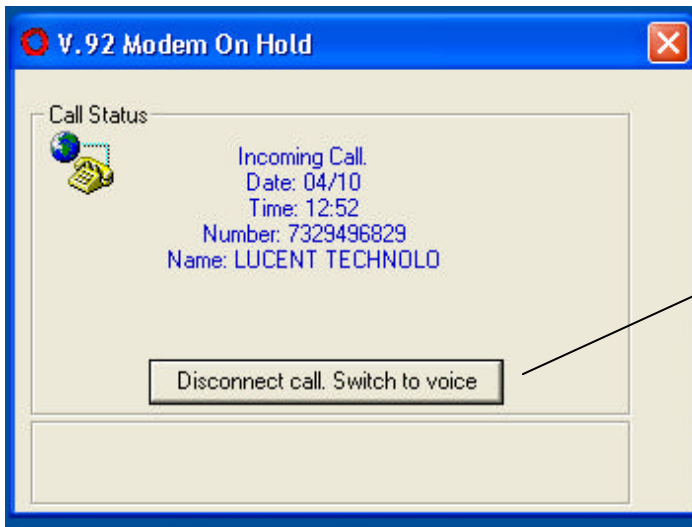 V.92 Modem On Hold
Call Status
Incoming Call.
Date: 04/10
Time: 12:52
Number: 7329496829
Name: LUCENT TECHNOLO
Disconnect call. Switch to voice